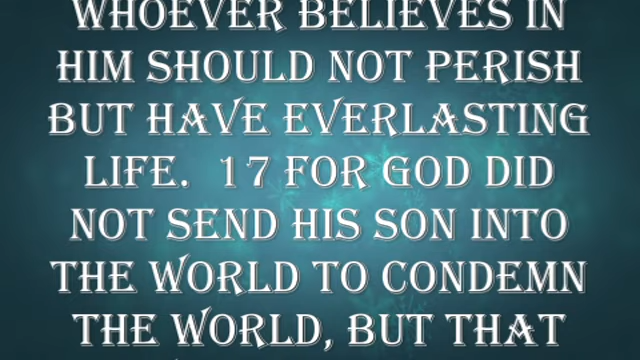 WHOEVER BELIEVES IN
HIM SHOULD NOT PERISH
BUT HAVE EVERLASTING
LIFE. 17 FOR GOD DID
NOT SEND HIS SON INTO
THE WORLD TO CONDEMN
THE WORLD, BUT THAT